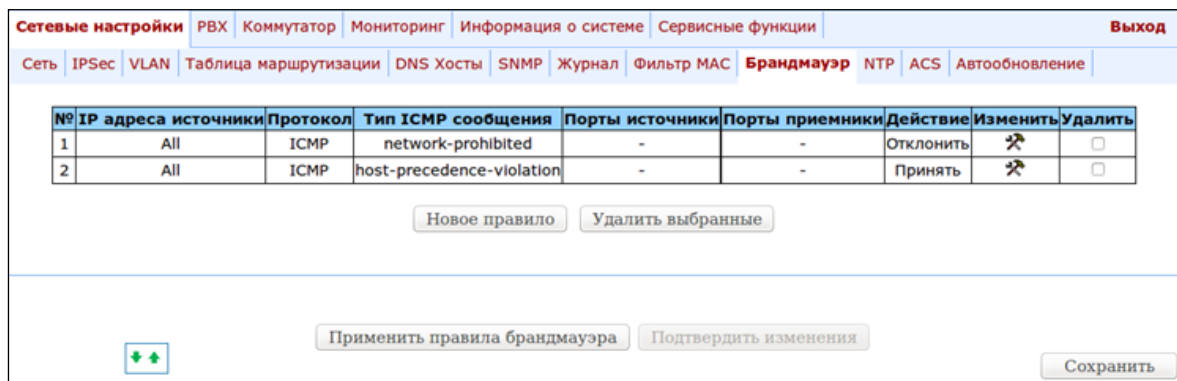 Сетевые настройки PBX Коммутатор Мониторинг Информация о системе Сервисные функции Выход
Сеть IPSec VLAN Таблица маршрутизации DNS Хосты SNMP Журнал Фильтр MAC Брандмауэр NTP ACS Автообновление
№ IP адреса источники Протокол Тип ICMP сообщения Порты источники Порты приемники Действие Изменить Удалить
1 All ICMP network-prohibited - - Отклонить
2 All ICMP host-precedence-violation - - Принять
Новое правило Удалить выбранные
Применить правила брандмауэра Подтвердить изменения
Сохранить